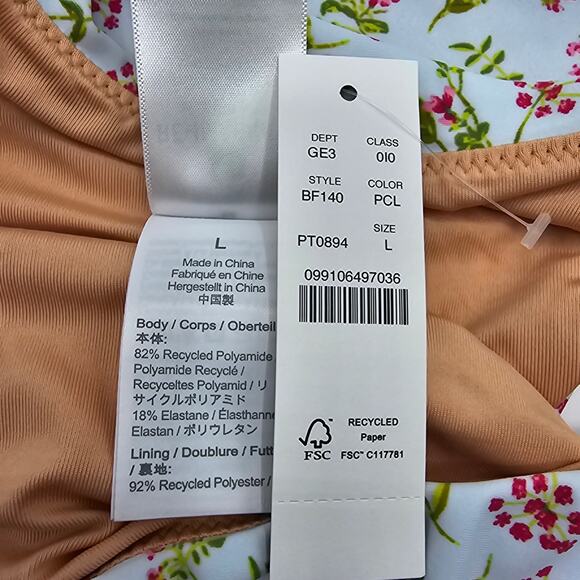 L
Made in China
Fabriqué en Chine
Hergestellt in China
中国製
Body / Corps / Oberteil
本体:
82% Recycled Polyamide
Polyamide Recyclé /
Recyceltes Polyamid / リ
サイクルポリアミド
18% Elastane / Élasthanne
Elastan / ポリウレタン
Lining / Doublure / Futt
/ 裏地:
92% Recycled Polyester /
DEPT CLASS
GE3 0I0
STYLE COLOR
BF140 PCL
SIZE
PT0894 L
099106497036
RECYCLED
Paper
FSC FSC™ C117781